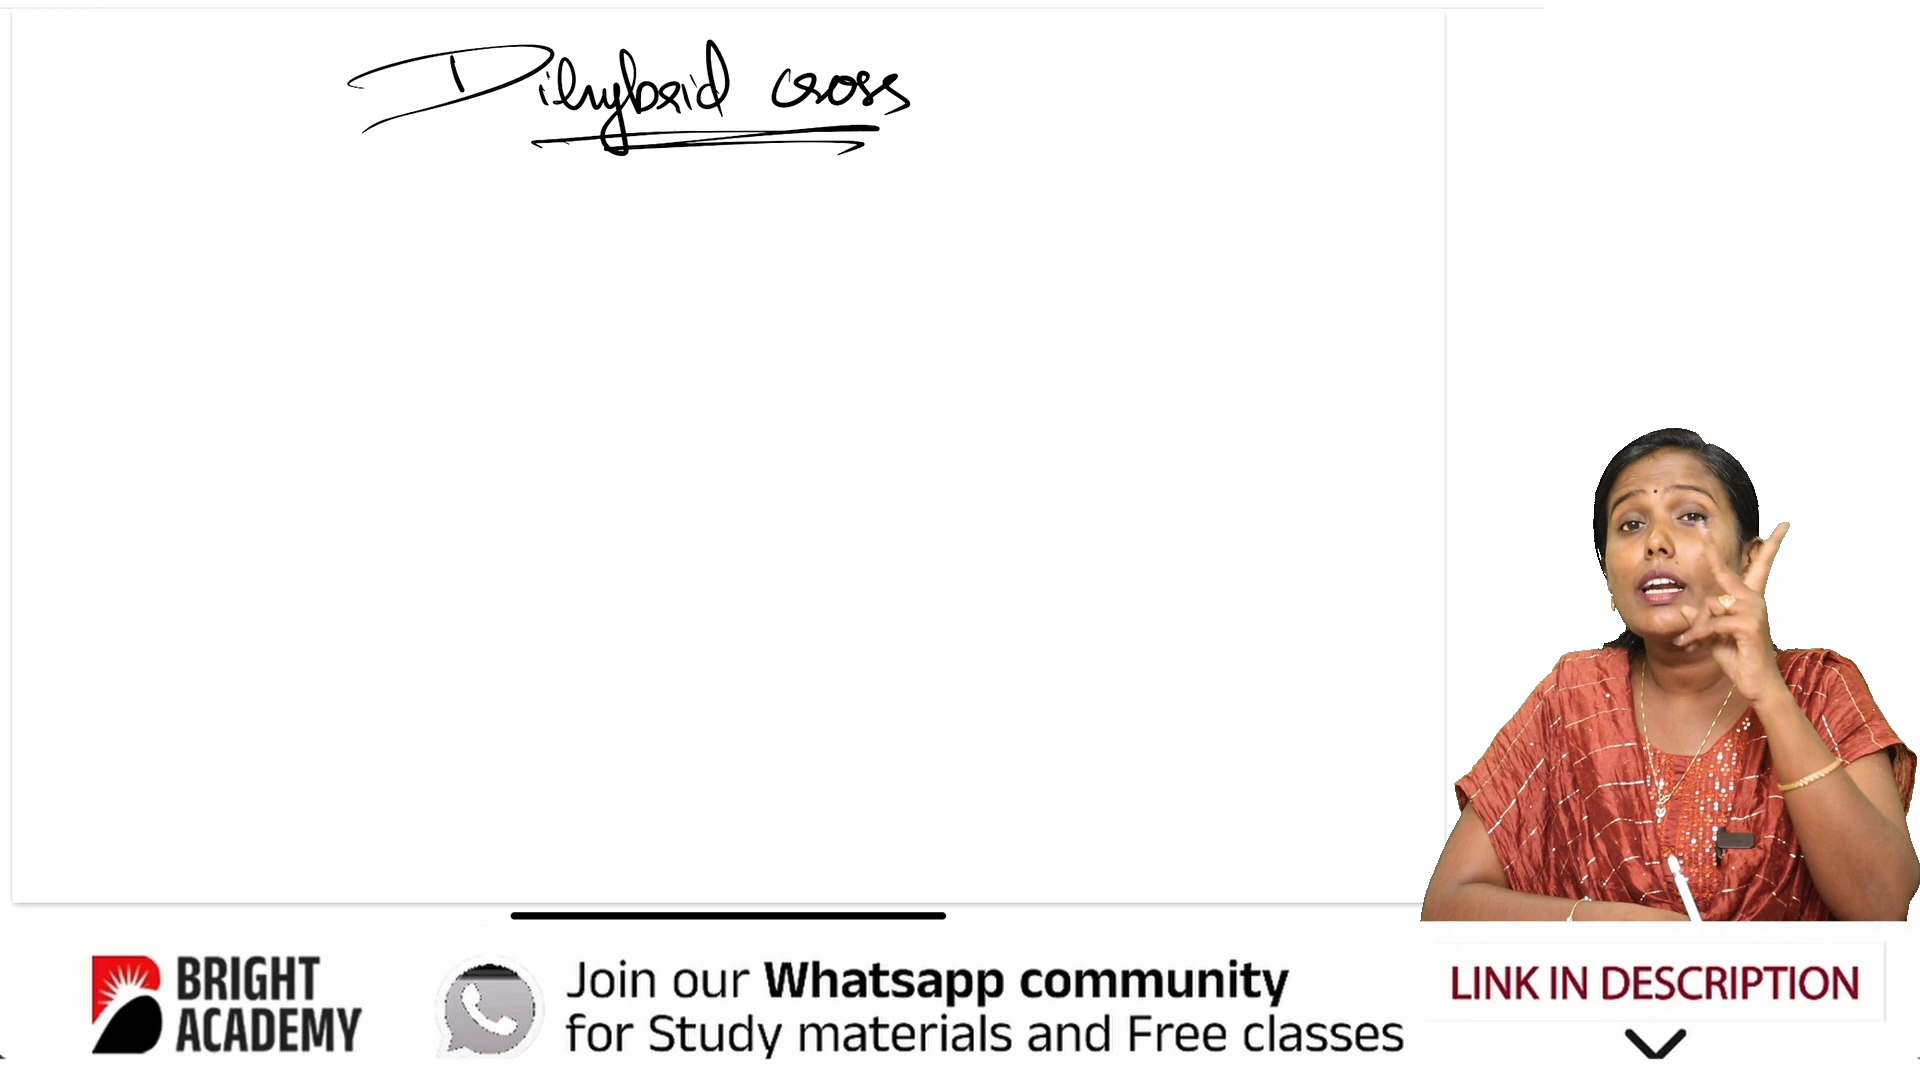 Dihybrid cross
BRIGHT
ACADEMY
Join our Whatsapp community
for Study materials and Free classes
LINK IN DESCRIPTION